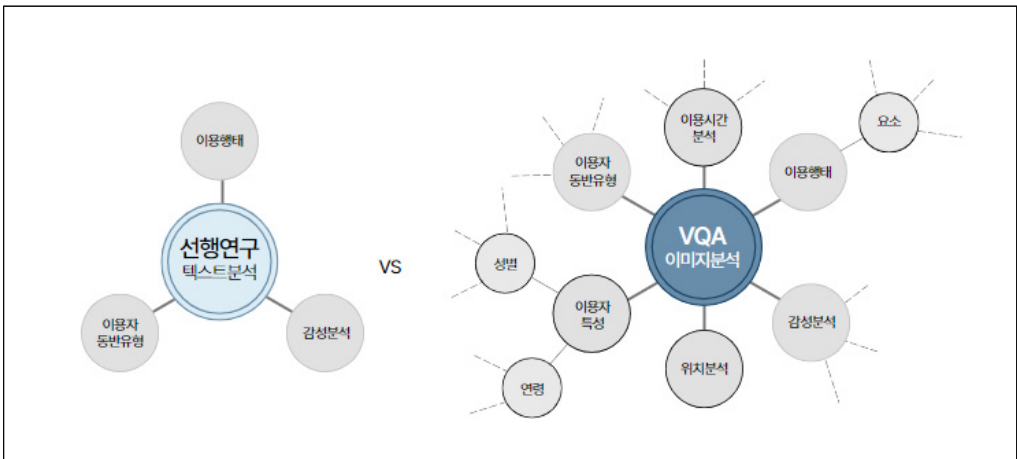 이용행태
선행연구
텍스트분석
이용자
동반유형
감성분석
VS
이용시간
분석
요소
이용자
동반유형
이용행태
VQA
이미지분석
성별
이용자
특성
감성분석
위치분석
연령